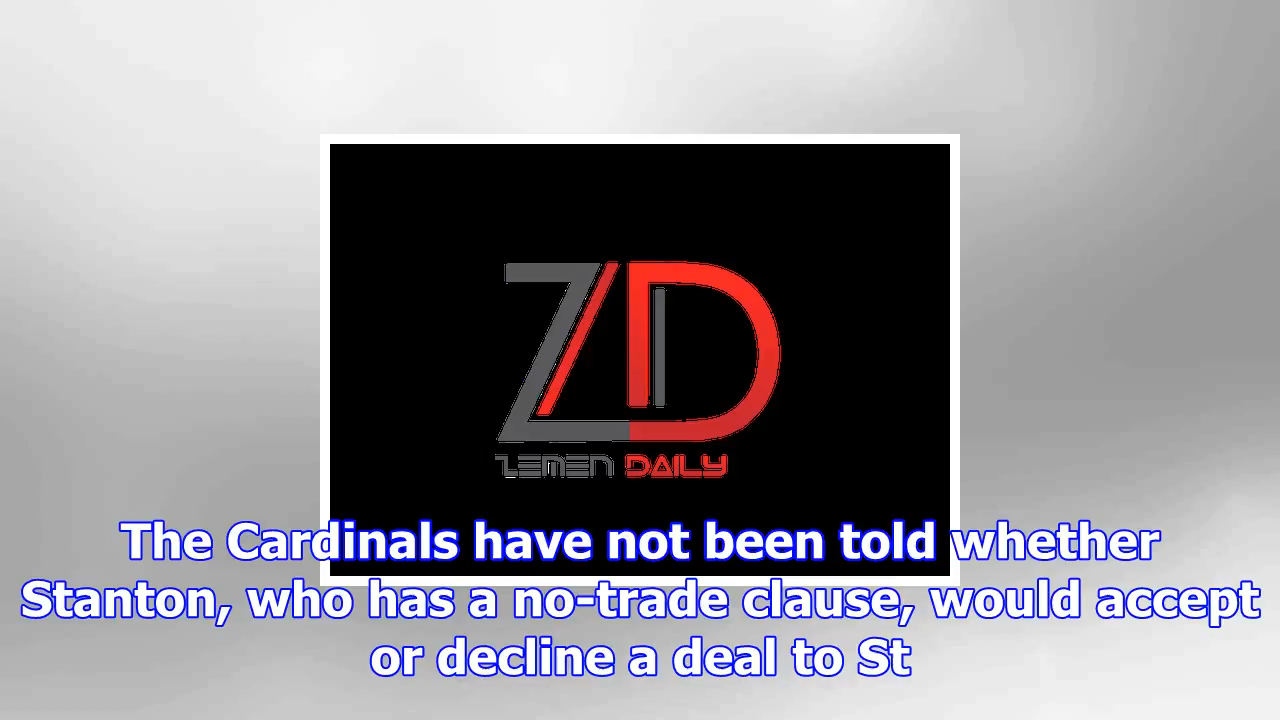 ZEMEN DAILY
The Cardinals have not been told whether
Stanton, who has a no-trade clause, would accept
or decline a deal to St